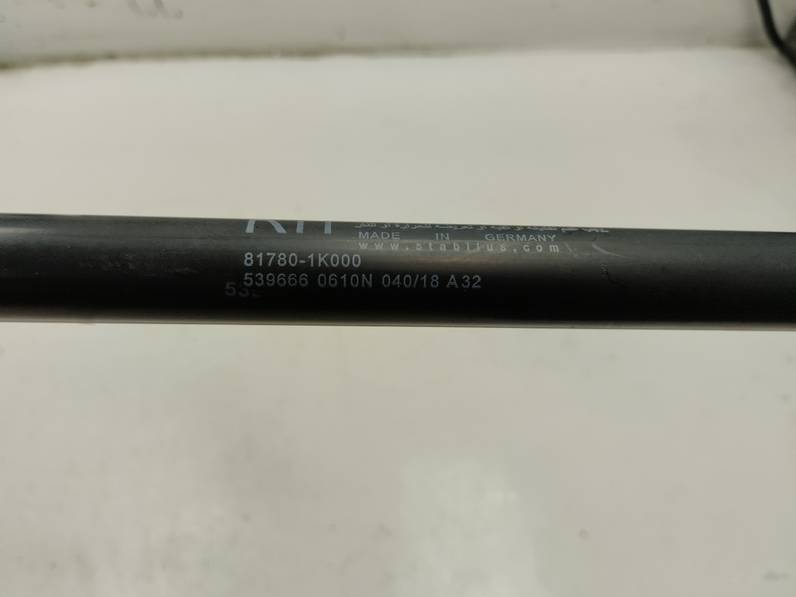 MADE IN GERMANY
www.stabilus.com
81780-1K000
539666 0610N 040/18 A32